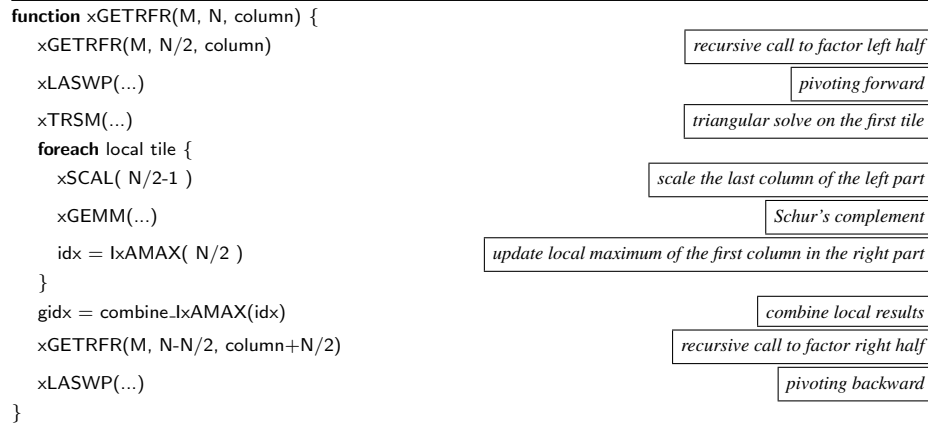 function xGETRFR(M, N, column) {
xGETRFR(M, N/2, column) recursive call to factor left half
xLASWP(...) pivoting forward
xTRSM(...) triangular solve on the first tile
foreach local tile {
xSCAL( N/2-1 ) scale the last column of the left part
xGEMM(...) Schur's complement
idx = IxAMAX( N/2 ) update local maximum of the first column in the right part
}
gidx = combine_IxAMAX(idx) combine local results
xGETRFR(M, N-N/2, column+N/2) recursive call to factor right half
xLASWP(...) pivoting backward
}